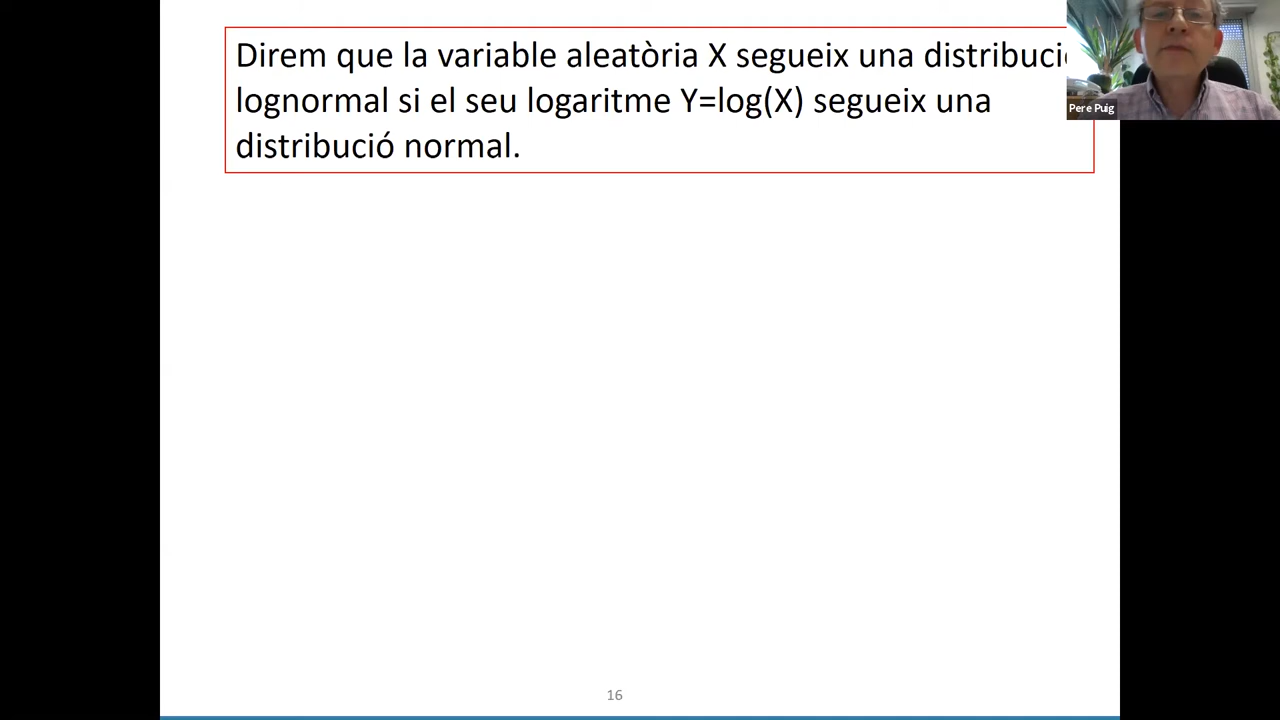 Direm que la variable aleatòria X segueix una distribució
lognormal si el seu logaritme Y=log(X) segueix una
distribució normal.
Pere Puig
16